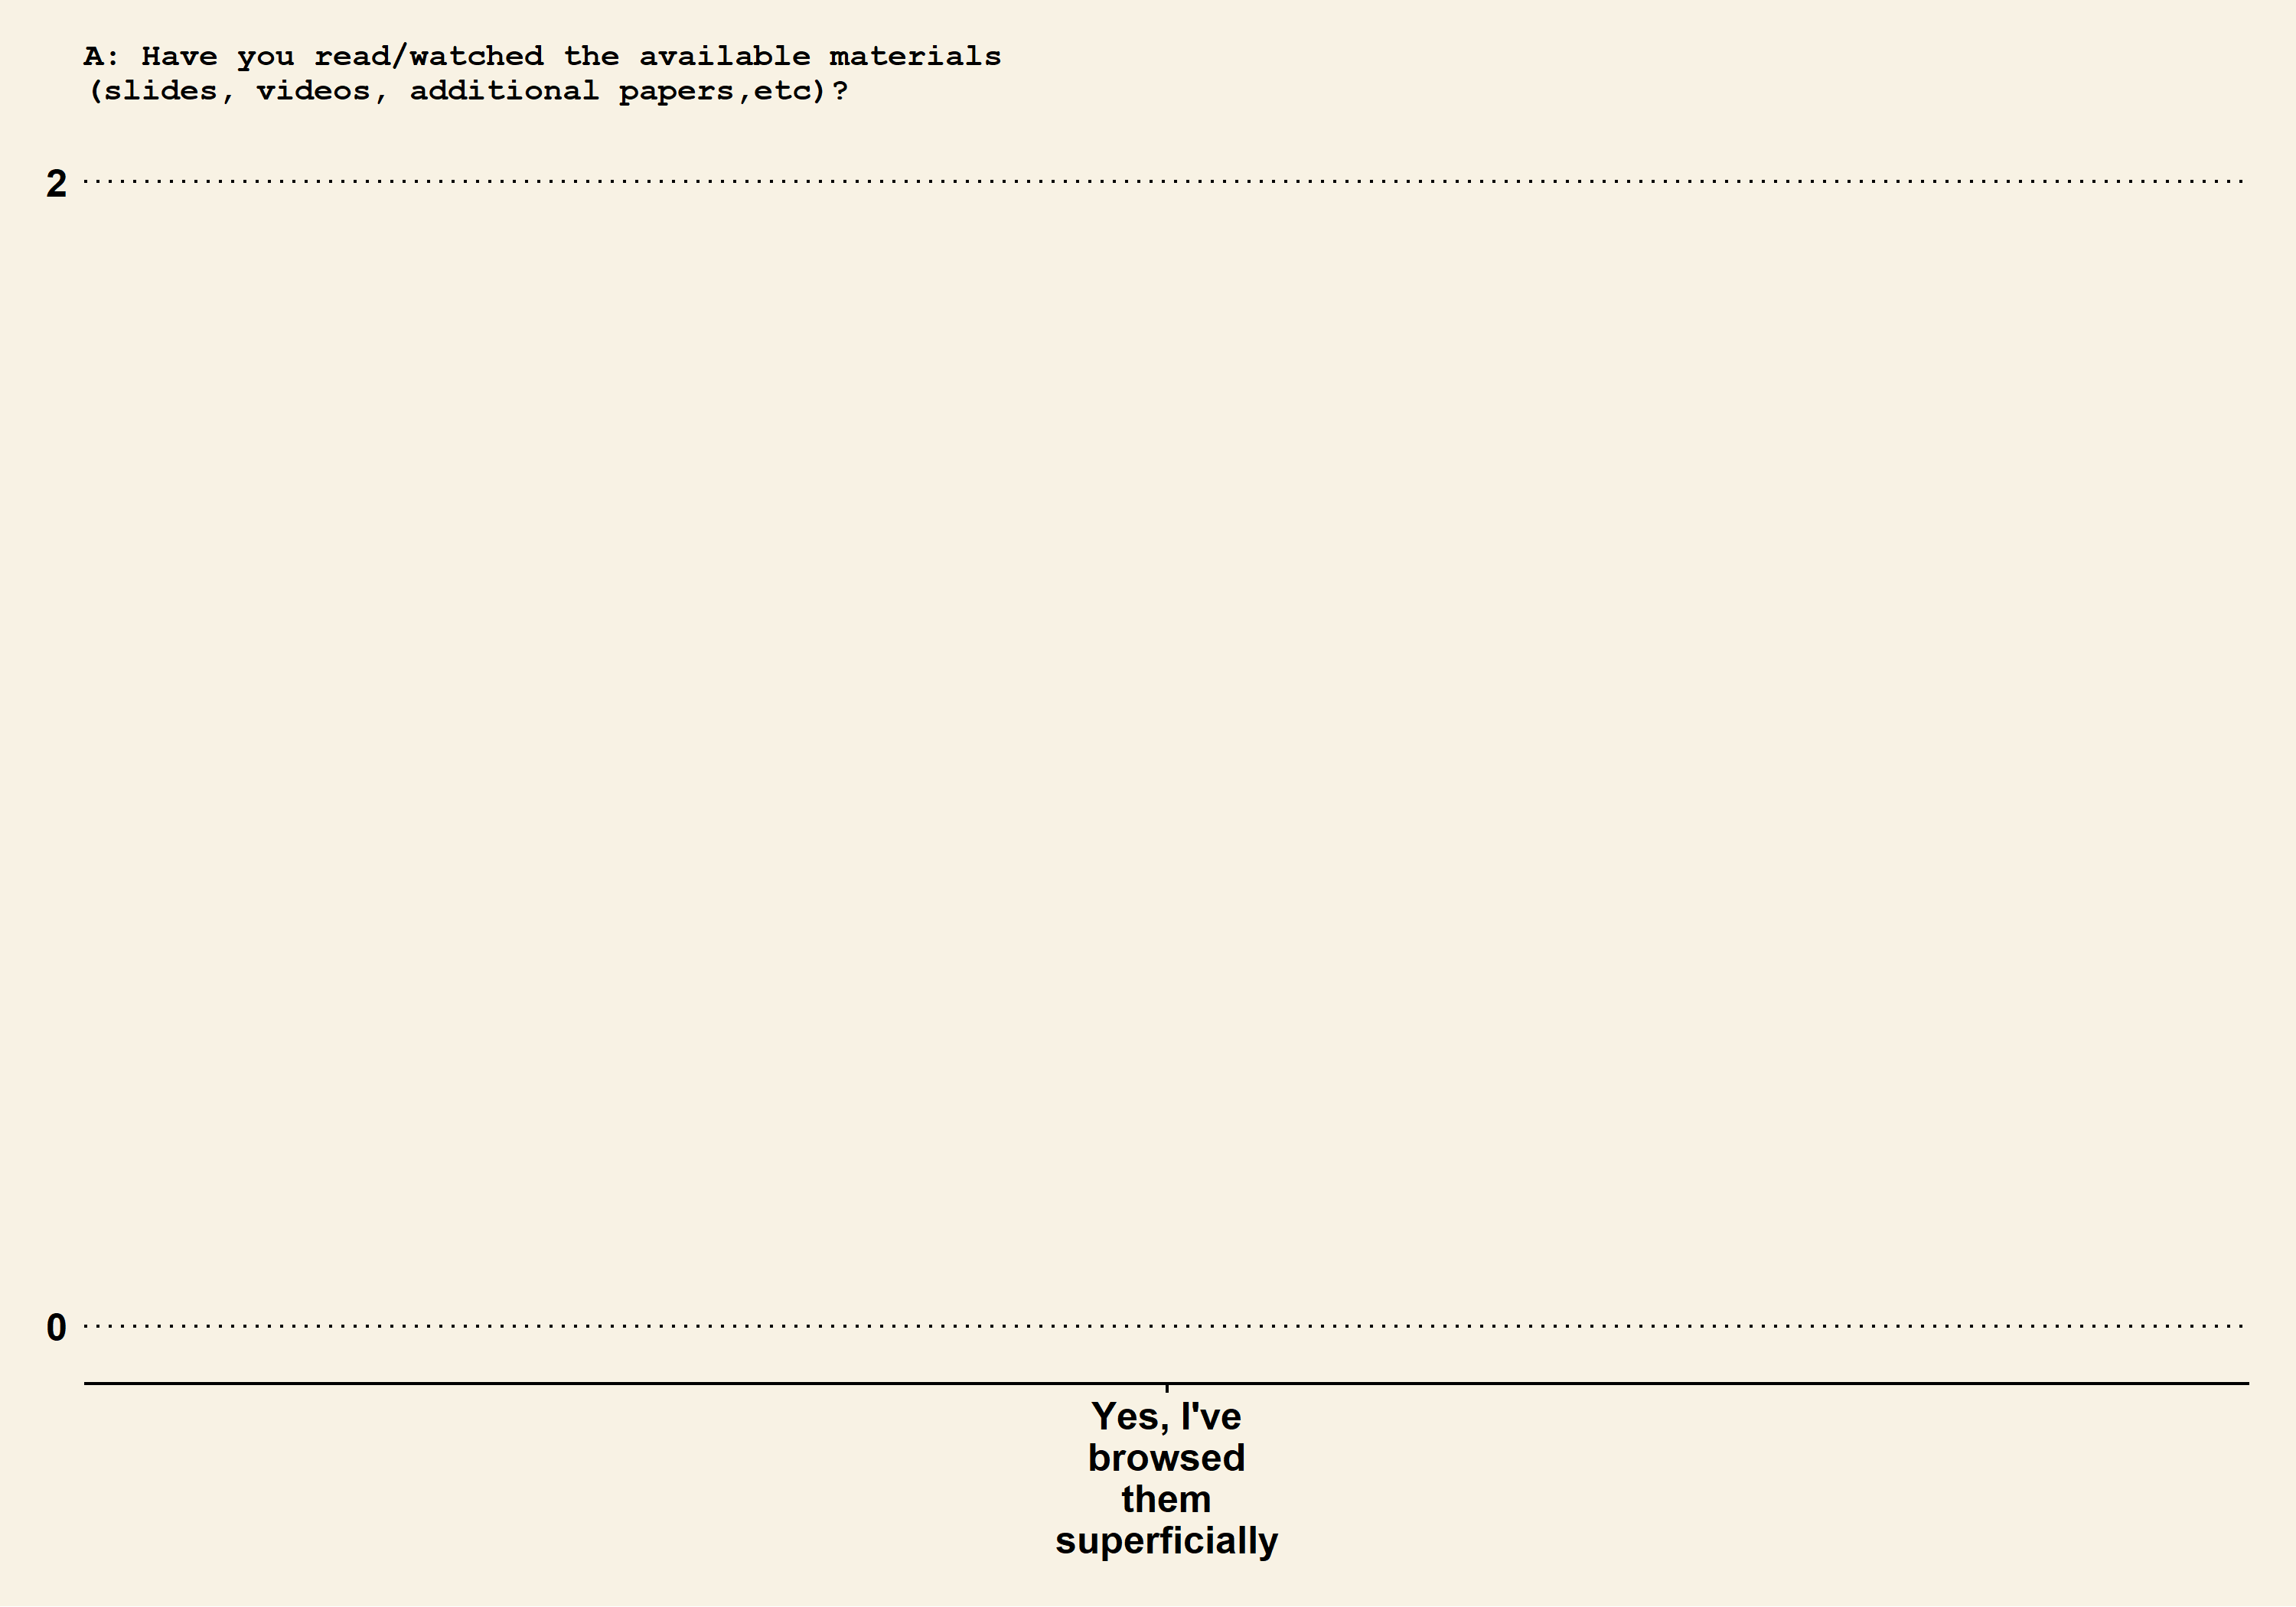 A: Have you read/watched the available materials
(slides, videos, additional papers,etc)?
2
0
Yes, I've
browsed
them
superficially